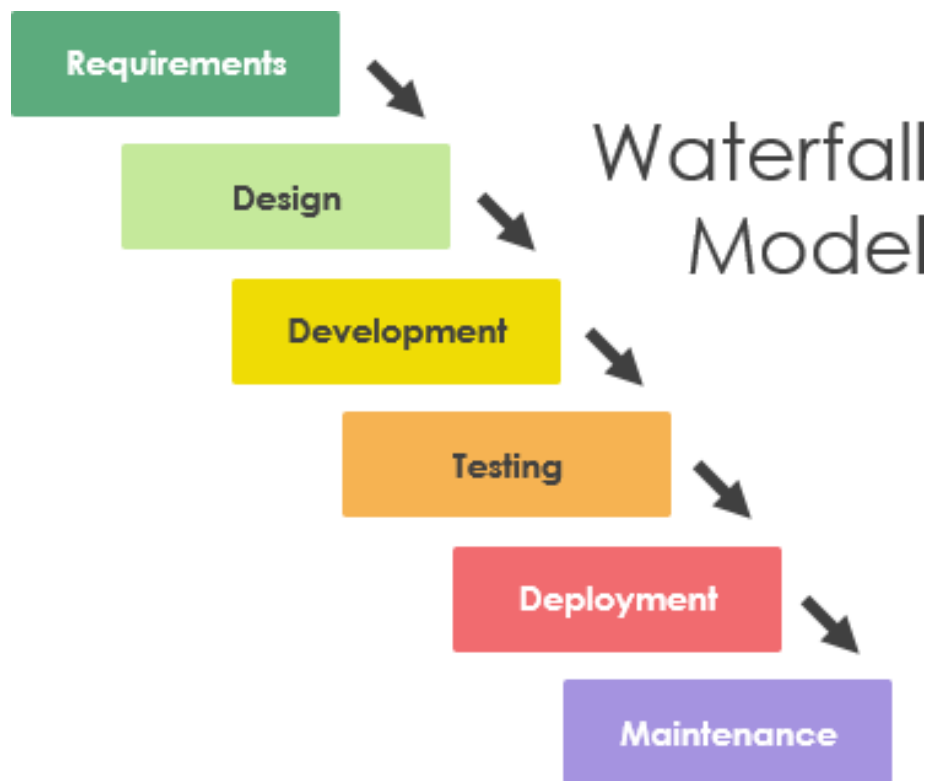 Requirements
Waterfall
Model
Design
Development
Testing
Deployment
Maintenance